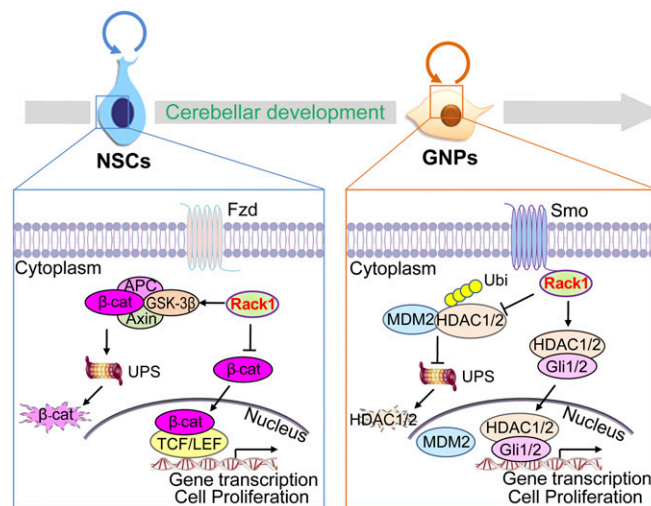 Cerebellar development
NSCs
GNPs
Fzd
Cytoplasm
APC
β-cat
GSK-3β
Axin
Rack1
UPS
β-cat
β-cat
Nucleus
β-cat
TCF/LEF
Gene transcription
Cell Proliferation
Smo
Cytoplasm
Ubi
Rack1
MDM2
HDAC1/2
HDAC1/2
Gli1/2
UPS
HDAC1/2
Nucleus
MDM2
HDAC1/2
Gli1/2
Gene transcription
Cell Proliferation